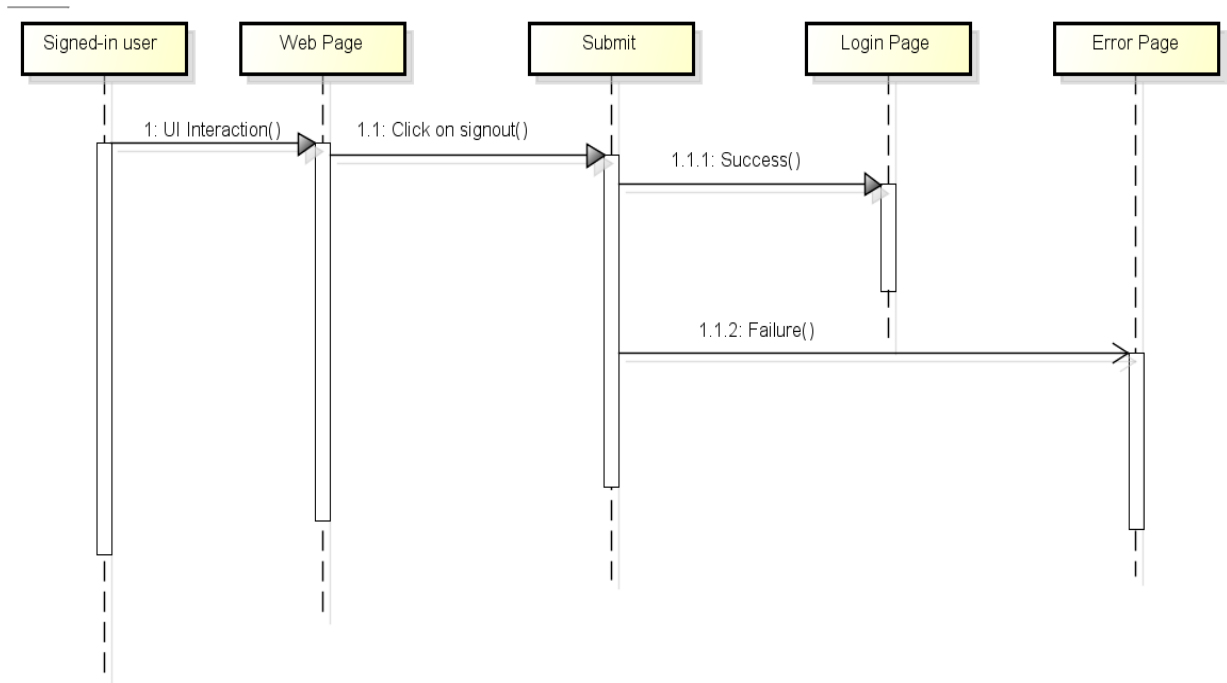 Signed-in user
Web Page
Submit
Login Page
Error Page
1: UI Interaction()
1.1: Click on signout()
1.1.1: Success()
1.1.2: Failure()